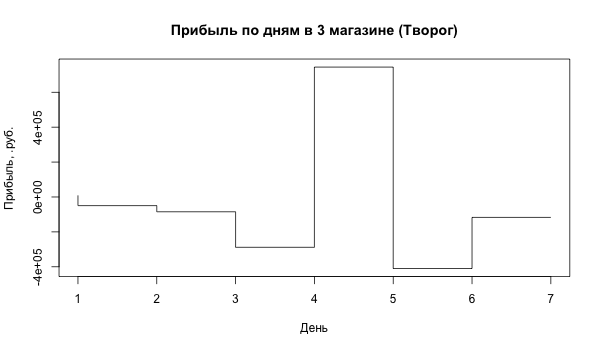 Прибыль по дням в 3 магазине (Творог)
Прибыль, .руб.
4e+05
0e+00
-4e+05
1 2 3 4 5 6 7
День